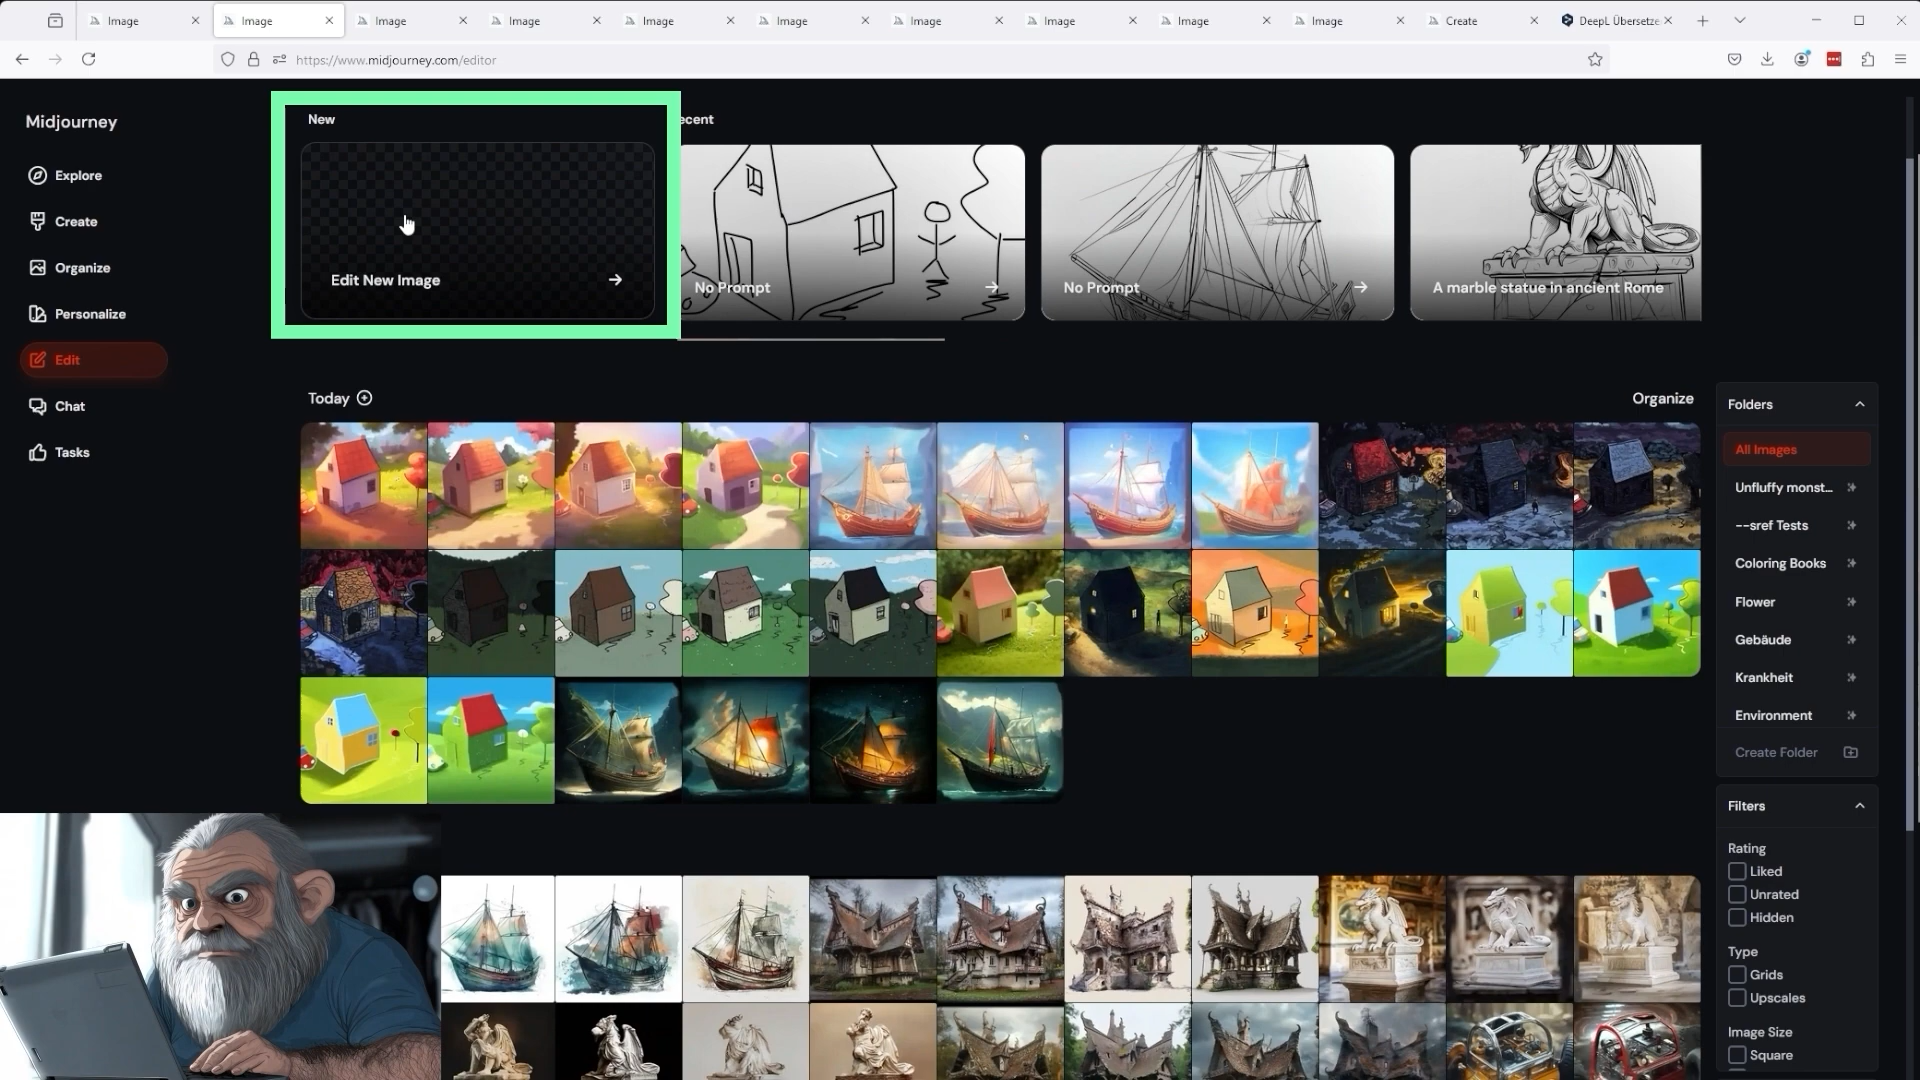 Image
Image
Image
Image
Image
Image
Image
Image
Image
Image
Create
DeepL Übersetze
https://www.midjourney.com/editor
Midjourney
Explore
Create
Organize
Personalize
Edit
Chat
Tasks
New
Edit New Image
ecent
No Prompt
No Prompt
A marble statue in ancient Rome
Today
Organize
Folders
All Images
Unfluffy monst...
--sref Tests
Coloring Books
Flower
Gebäude
Krankheit
Environment
Create Folder
Filters
Rating
Liked
Unrated
Hidden
Type
Grids
Upscales
Image Size
Square